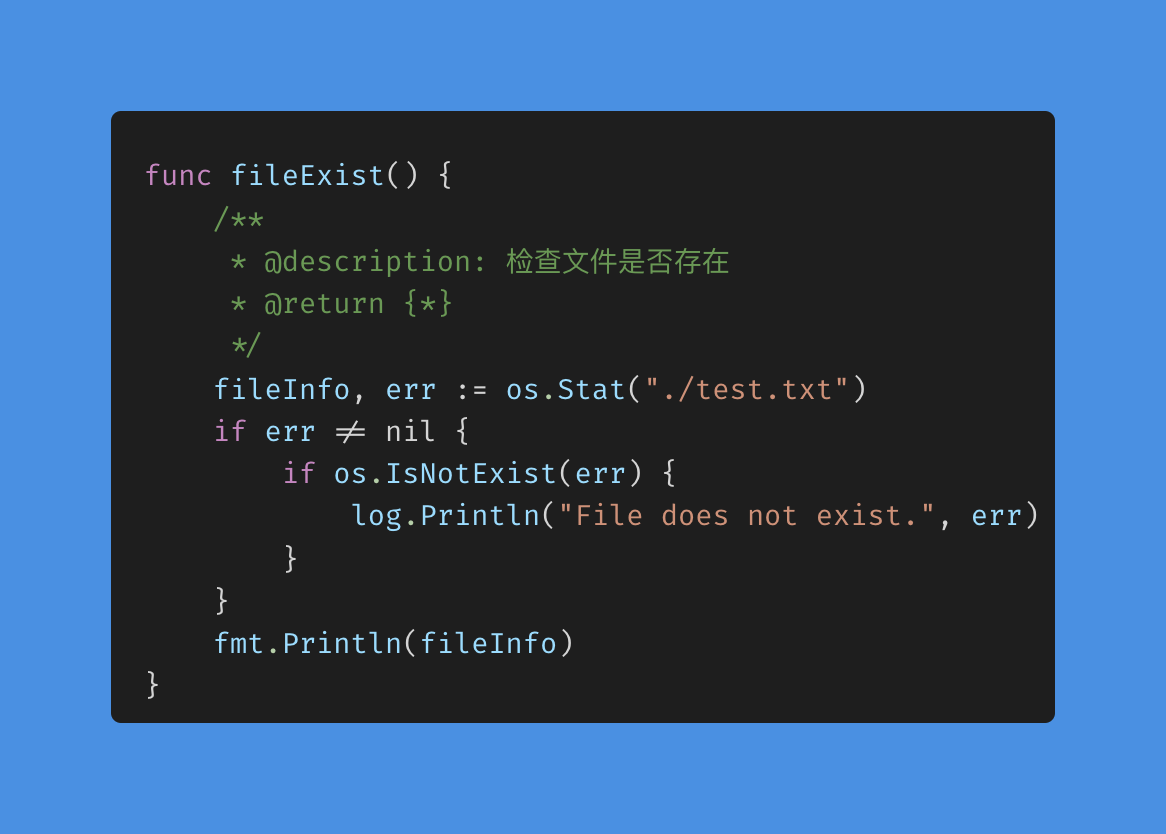 func fileExist() {
    /**
     * @description: 检查文件是否存在
     * @return {*}
     */
    fileInfo, err := os.Stat("./test.txt")
    if err != nil {
        if os.IsNotExist(err) {
            log.Println("File does not exist.", err)
        }
    }
    fmt.Println(fileInfo)
}